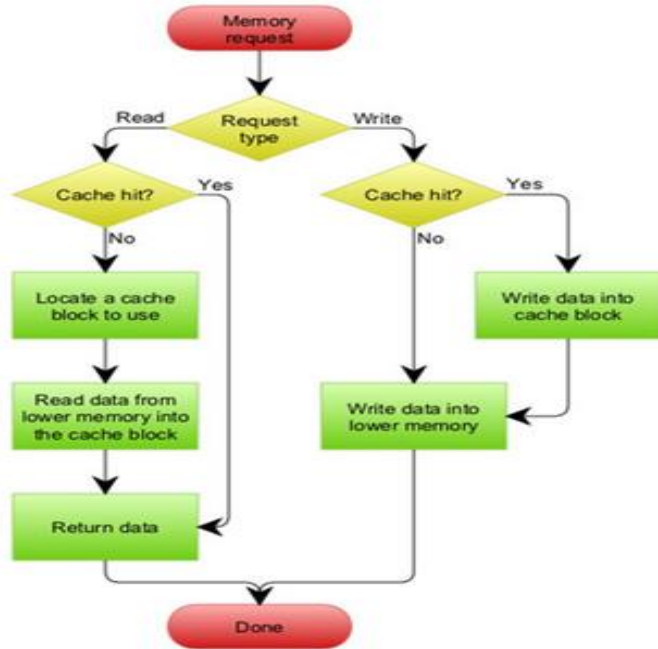 Memory
request
Read
Request
type
Write
Cache hit?
Yes
No
Cache hit?
Yes
No
Locate a cache
block to use
Write data into
cache block
Read data from
lower memory into
the cache block
Write data into
lower memory
Return data
Done